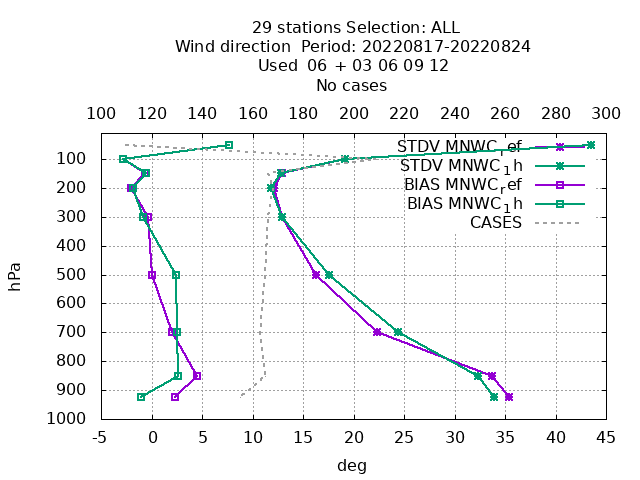 29 stations Selection: ALL
Wind direction  Period: 20220817-20220824
Used  06 + 03 06 09 12
No cases
100 120 140 160 180 200 220 240 260 280 300
STDV MNWC_ref
STDV MNWC_1h
BIAS MNWC_ref
BIAS MNWC_1h
CASES
hPa
100
200
300
400
500
600
700
800
900
1000
-5 0 5 10 15 20 25 30 35 40 45
deg